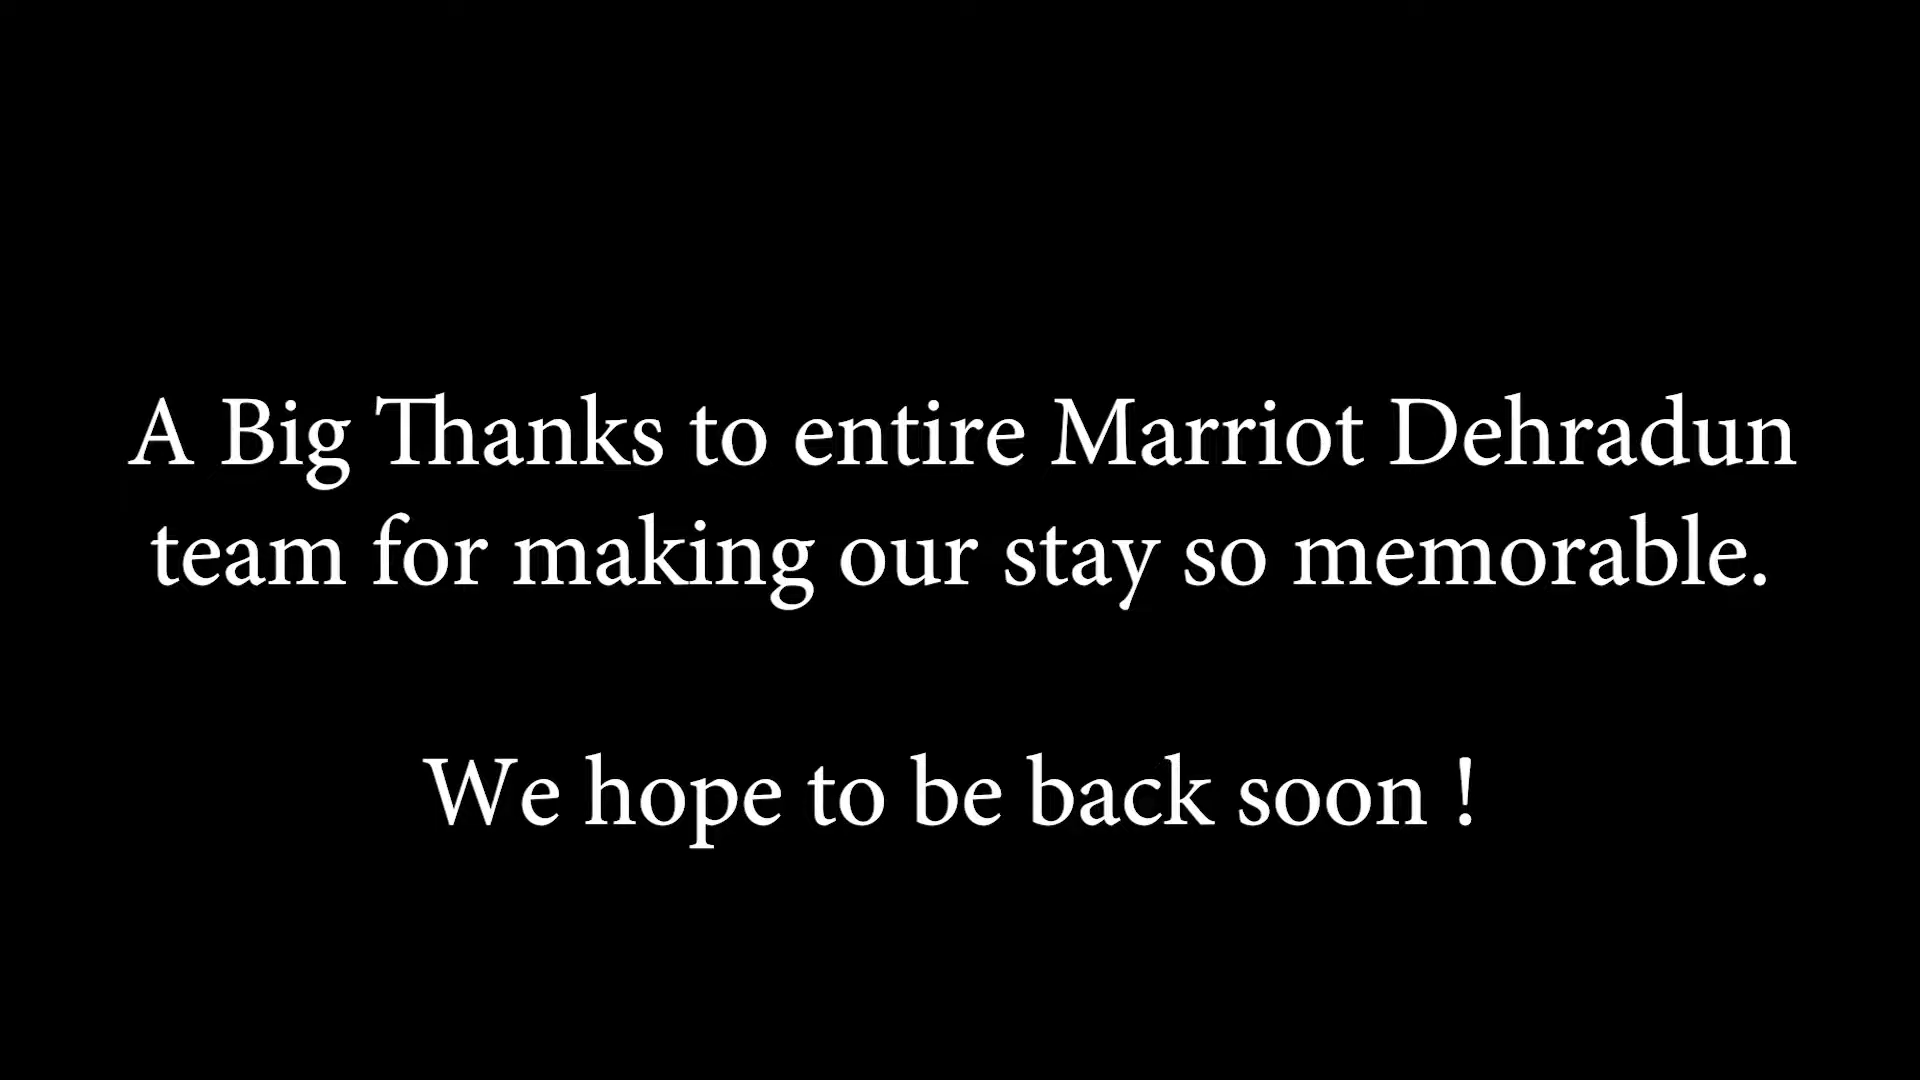 A Big Thanks to entire Marriot Dehradun
team for making our stay so memorable.
We hope to be back soon !